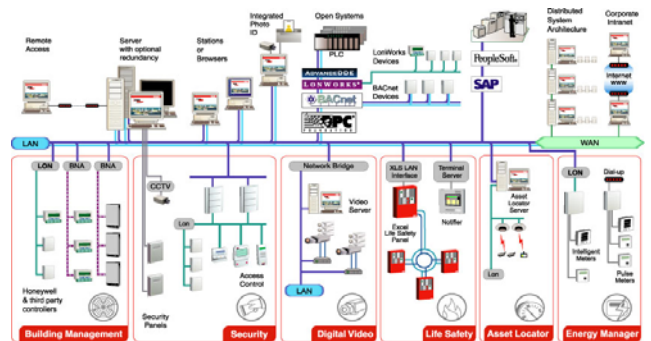 Remote
Access
Server
with optional
redundancy
Stations
or
Browsers
Integrated
Photo
ID
Open Systems
PLC
ADVANCEDDE
LONWORKS
BACnet
OPC
FOUNDATION
LonWorks
Devices
BACnet
Devices
PeopleSoft.
SAP
Distributed
System
Architecture
Corporate
Intranet
Internet
www
LAN
WAN
LON
BNA
BNA
Honeywell
& third party
controllers
Building Management
CCTV
Security
Panels
Lon
Access
Control
Security
Network Bridge
Video
Server
LAN
Digital Video
XLS LAN
Interface
Terminal
Server
Excel
Life Safety
Panel
Notifier
Life Safety
Asset
Locator
Server
Lon
Asset Locator
LON
Dial-up
Intelligent
Meters
Pulse
Meters
Energy Manager